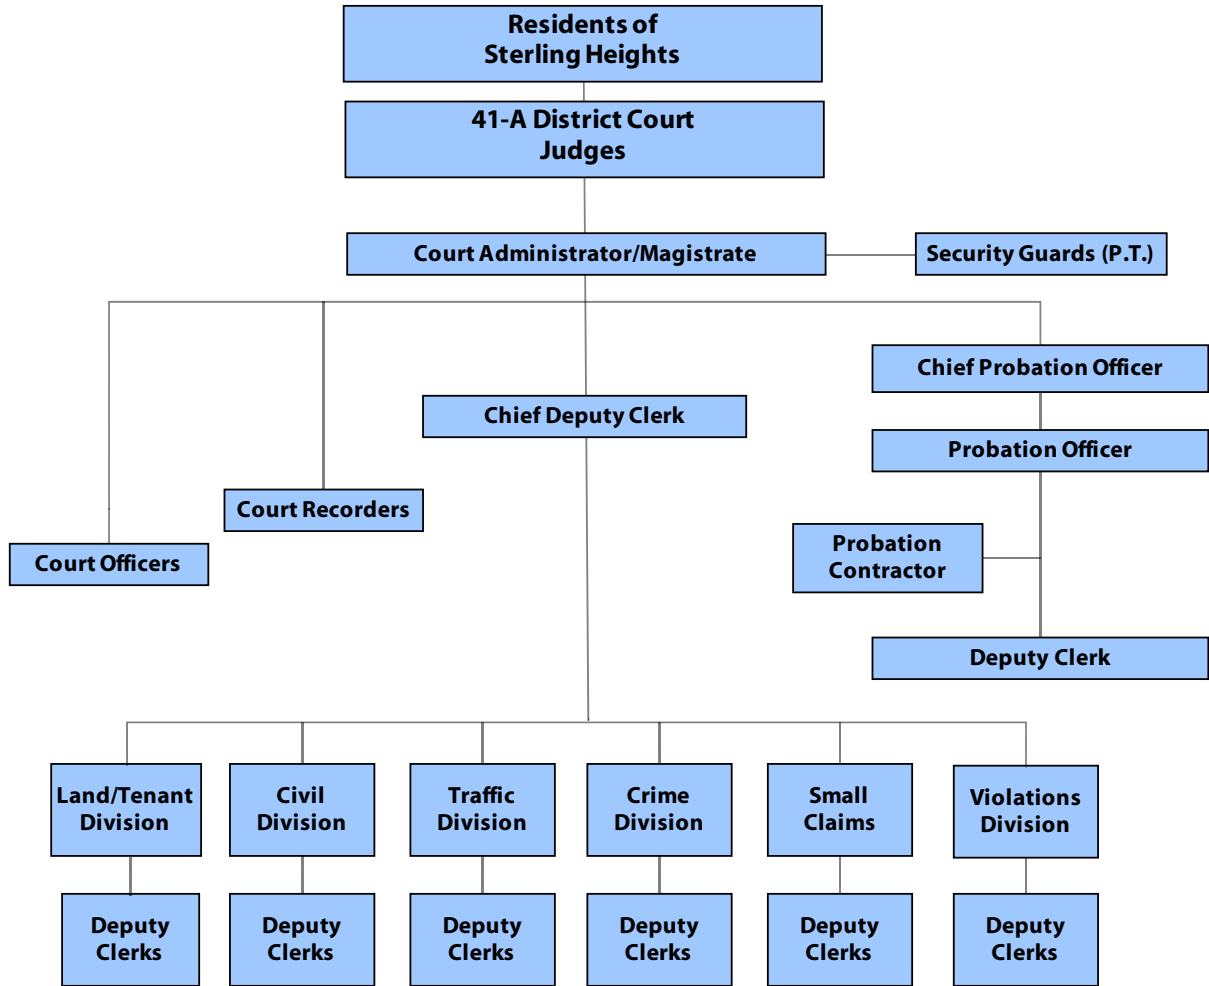 Residents of
Sterling Heights
41-A District Court
Judges
Court Administrator/Magistrate
Security Guards (P.T.)
Chief Probation Officer
Chief Deputy Clerk
Probation Officer
Court Recorders
Court Officers
Probation
Contractor
Deputy Clerk
Land/Tenant
Division
Civil
Division
Traffic
Division
Crime
Division
Small
Claims
Violations
Division
Deputy
Clerks
Deputy
Clerks
Deputy
Clerks
Deputy
Clerks
Deputy
Clerks
Deputy
Clerks